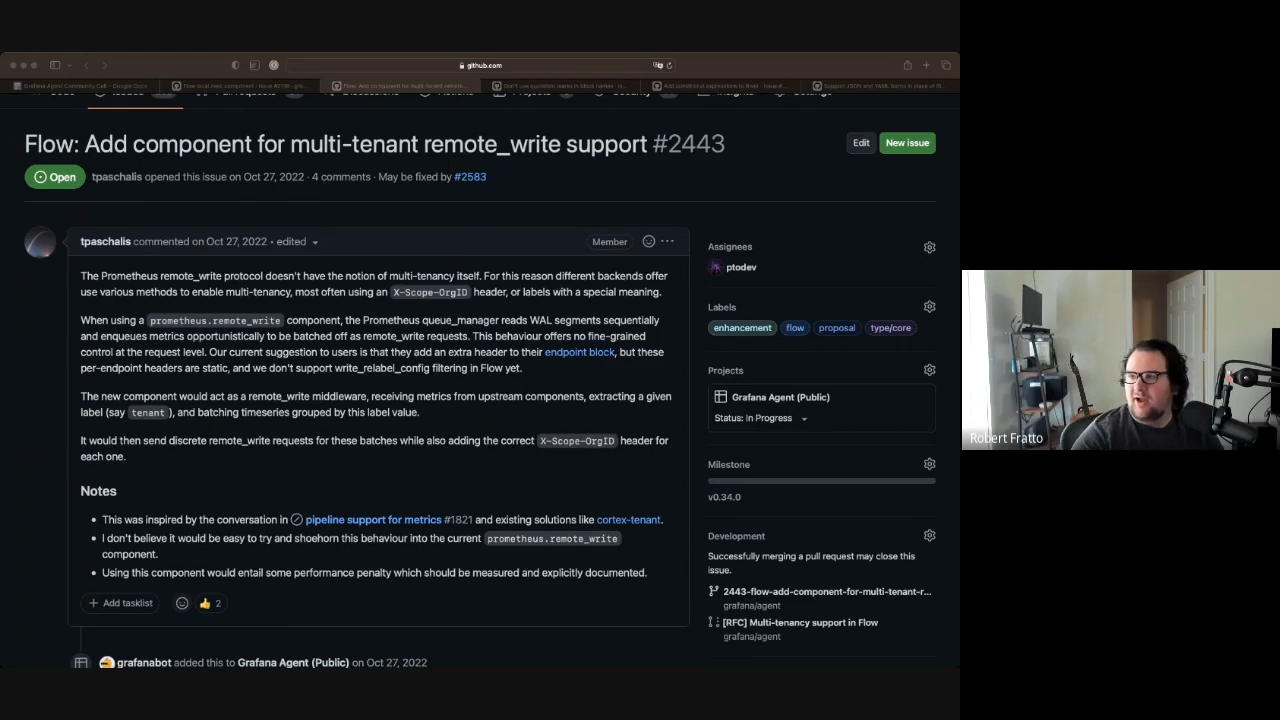 github.com
Grafana Agent Community Call - Google Docs
Flow: Add component for multi-tenant remote_write support #2443
Edit
New issue
Open
tpaschalis opened this issue on Oct 27, 2022 · 4 comments · May be fixed by #2583
tpaschalis commented on Oct 27, 2022 • edited
Member
The Prometheus remote_write protocol doesn't have the notion of multi-tenancy itself. For this reason different backends offer
use various methods to enable multi-tenancy, most often using an X-Scope-OrgID header, or labels with a special meaning.
When using a prometheus.remote_write component, the Prometheus queue_manager reads WAL segments sequentially
and enqueues metrics opportunistically to be batched off as remote_write requests. This behaviour offers no fine-grained
control at the request level. Our current suggestion to users is that they add an extra header to their endpoint block, but these
per-endpoint headers are static, and we don't support write_relabel_config filtering in Flow yet.
The new component would act as a remote_write middleware, receiving metrics from upstream components, extracting a given
label (say tenant ), and batching timeseries grouped by this label value.
It would then send discrete remote_write requests for these batches while also adding the correct X-Scope-OrgID header for
each one.
Notes
• This was inspired by the conversation in pipeline support for metrics #1821 and existing solutions like cortex-tenant.
• I don't believe it would be easy to try and shoehorn this behaviour into the current prometheus.remote_write
component.
• Using this component would entail some performance penalty which should be measured and explicitly documented.
Add tasklist
2
grafanabot added this to Grafana Agent (Public) on Oct 27, 2022
Assignees
ptodev
Labels
enhancement
flow
proposal
type/core
Projects
Grafana Agent (Public)
Status: In Progress
Milestone
v0.34.0
Development
Successfully merging a pull request may close this
issue.
2443-flow-add-component-for-multi-tenant-r...
grafana/agent
[RFC] Multi-tenancy support in Flow
grafana/agent
Robert Fratto